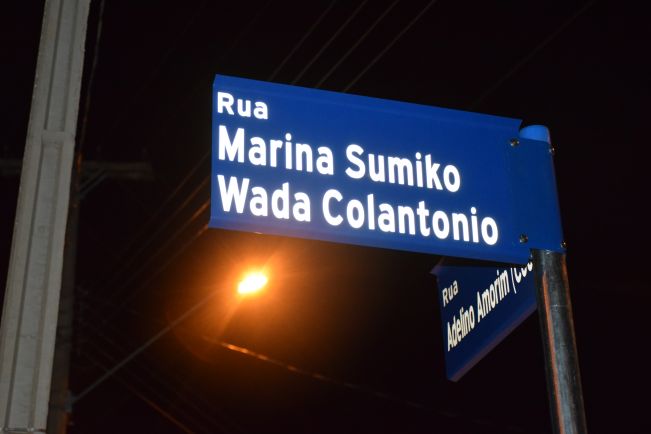 Rua
Marina Sumiko
Wada Colantonio
Rua
Adelino Amorim